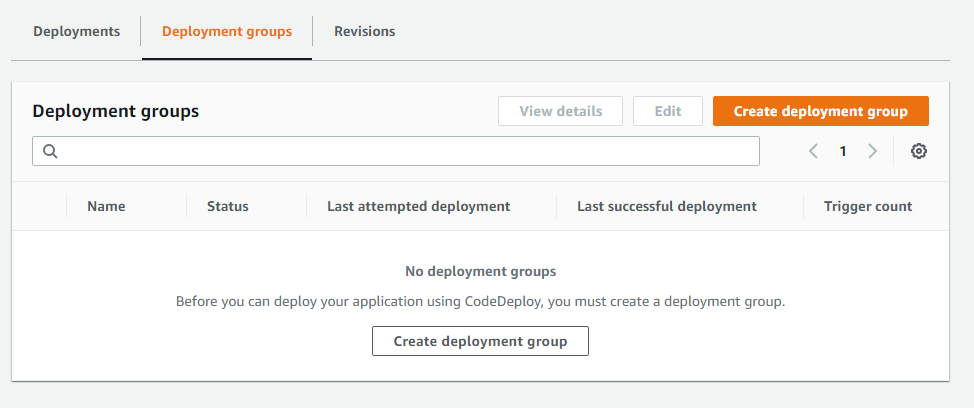 Deployments
Deployment groups
Revisions
Deployment groups
View details
Edit
Create deployment group
1
Name
Status
Last attempted deployment
Last successful deployment
Trigger count
No deployment groups
Before you can deploy your application using CodeDeploy, you must create a deployment group.
Create deployment group